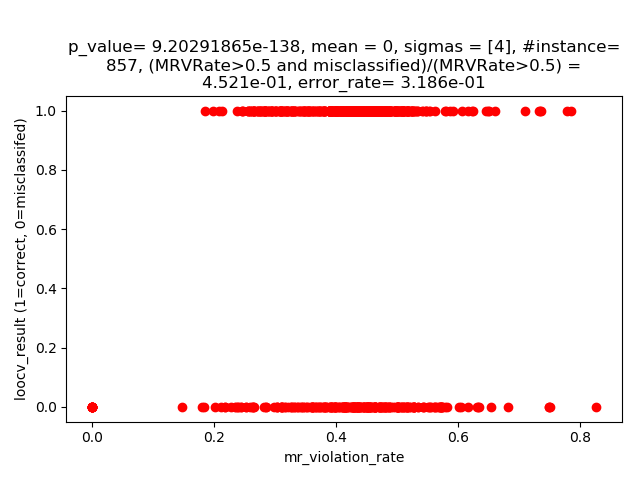 p_value= 9.20291865e-138, mean = 0, sigmas = [4], #instance=
857, (MRVRate>0.5 and misclassified)/(MRVRate>0.5) =
4.521e-01, error_rate= 3.186e-01
1.0
0.8
0.6
0.4
0.2
0.0
loocv_result (1=correct, 0=misclassifed)
0.0 0.2 0.4 0.6 0.8
mr_violation_rate